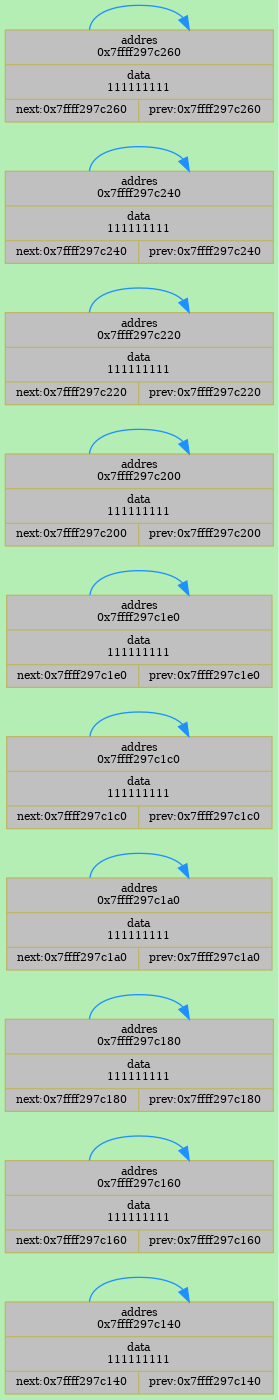 addres
0x7ffff297c260
data
111111111
next:0x7ffff297c260 prev:0x7ffff297c260
addres
0x7ffff297c240
data
111111111
next:0x7ffff297c240 prev:0x7ffff297c240
addres
0x7ffff297c220
data
111111111
next:0x7ffff297c220 prev:0x7ffff297c220
addres
0x7ffff297c200
data
111111111
next:0x7ffff297c200 prev:0x7ffff297c200
addres
0x7ffff297c1e0
data
111111111
next:0x7ffff297c1e0 prev:0x7ffff297c1e0
addres
0x7ffff297c1c0
data
111111111
next:0x7ffff297c1c0 prev:0x7ffff297c1c0
addres
0x7ffff297c1a0
data
111111111
next:0x7ffff297c1a0 prev:0x7ffff297c1a0
addres
0x7ffff297c180
data
111111111
next:0x7ffff297c180 prev:0x7ffff297c180
addres
0x7ffff297c160
data
111111111
next:0x7ffff297c160 prev:0x7ffff297c160
addres
0x7ffff297c140
data
111111111
next:0x7ffff297c140 prev:0x7ffff297c140